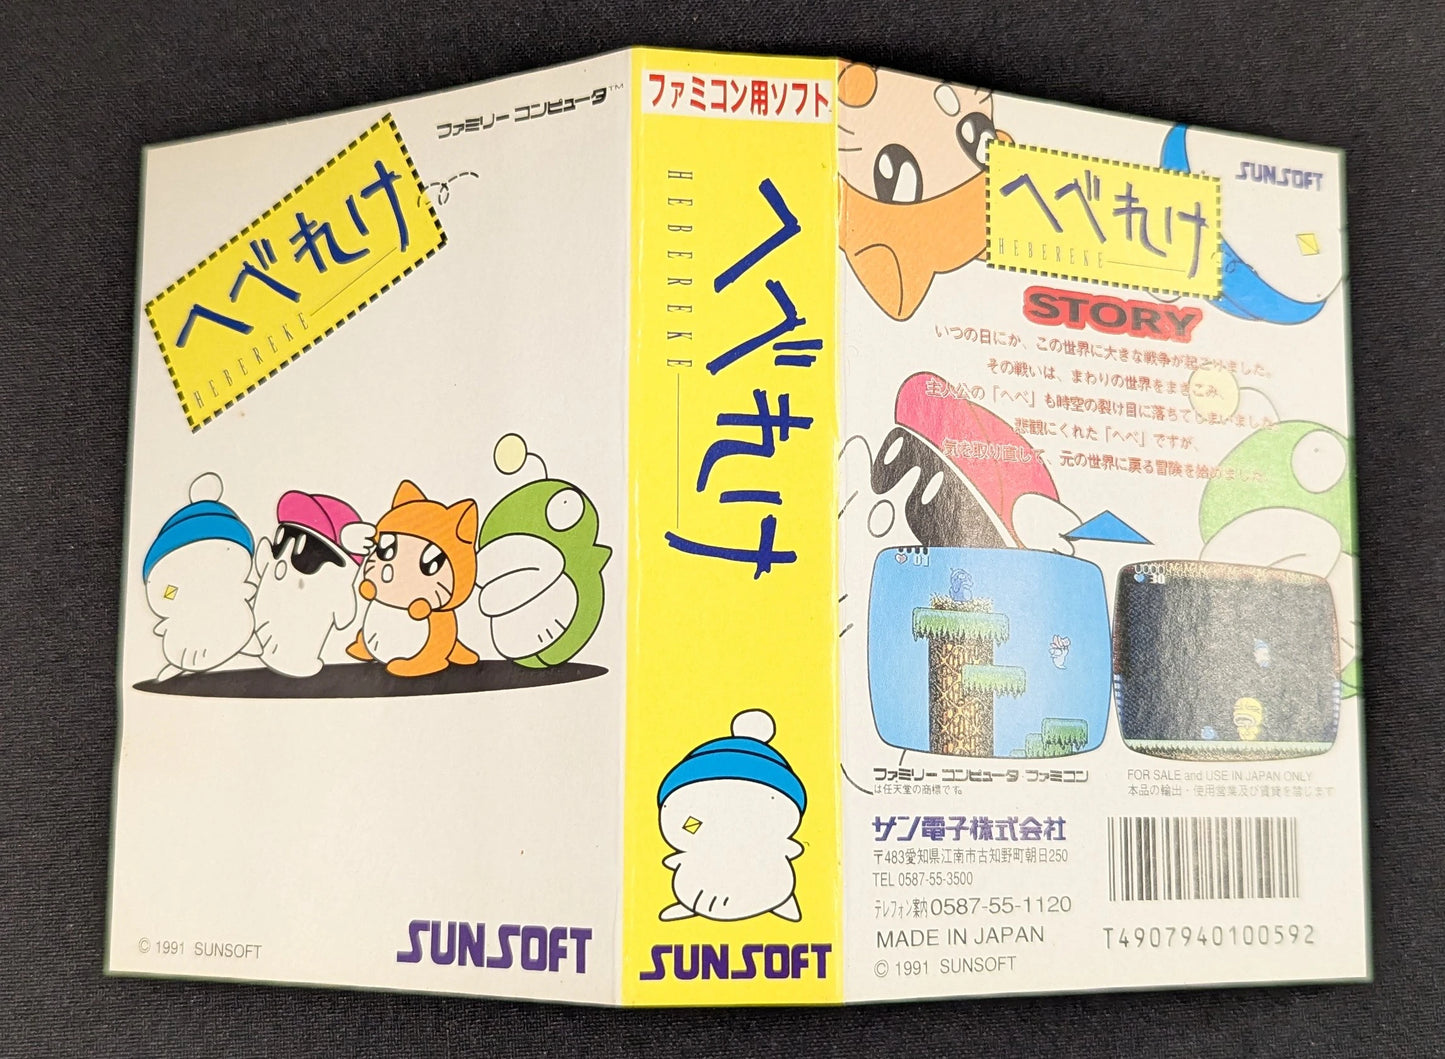 ファミリー コンピュータ™
へべれけ
HEBEREKE
© 1991 SUNSOFT
SUNSOFT
ファミコン用ソフト
へべれけ
HEBEREKE
SUNSOFT
SUNSOFT
へべれけ
HEBEREKE
STORY
いつの日にか、この世界に大きな戦争が起こりました。
その戦いは、まわりの世界をまきこみ、
主人公の「へべ」も時空の裂け目に落ちてしまいました。
悲観にくれた「へべ」ですが、
気を取り直して、元の世界に戻る冒険を始めました。
01
30
ファミリー コンピュータ・ファミコン
は任天堂の商標です。
FOR SALE and USE IN JAPAN ONLY
本品の輸出・使用営業及び賃貸を禁じます
サン電子株式会社
〒483愛知県江南市古知野町朝日250
TEL 0587-55-3500
テレフォン案内 0587-55-1120
MADE IN JAPAN
© 1991 SUNSOFT
T4907940100592